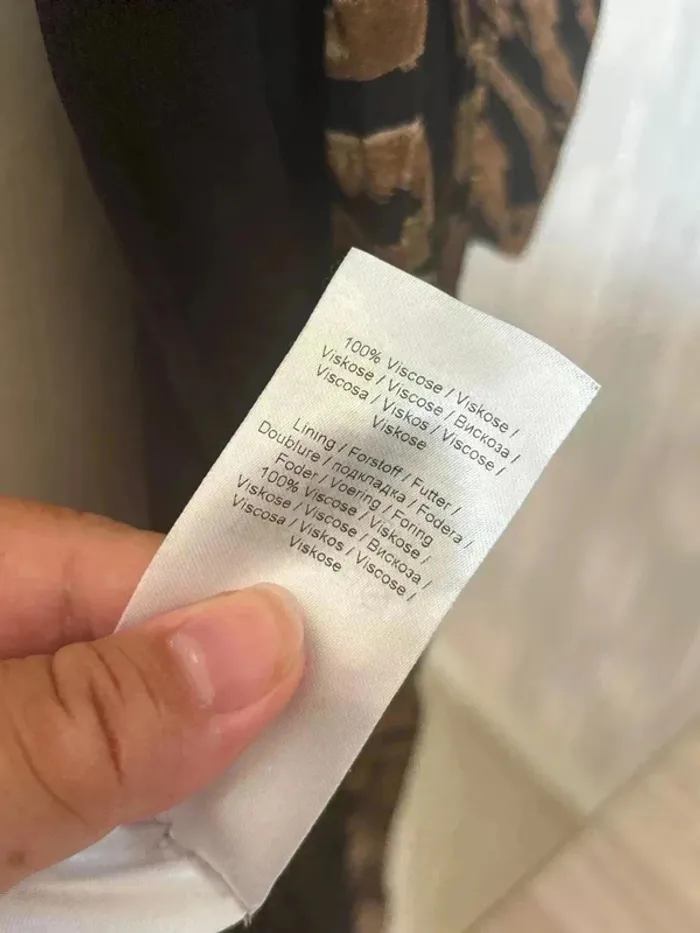 100% Viscose / Viskose /
Viskose / Viscose / Вискоза /
Viscosa / Viskos / Viscose /
Viskose
Lining / Forstoff / Futter /
Doublure / подкладка / Fodera /
Foder / Voering / Foring
100% Viscose / Viskose /
Viskose / Viscose / Вискоза /
Viscosa / Viskos / Viscose /
Viskose